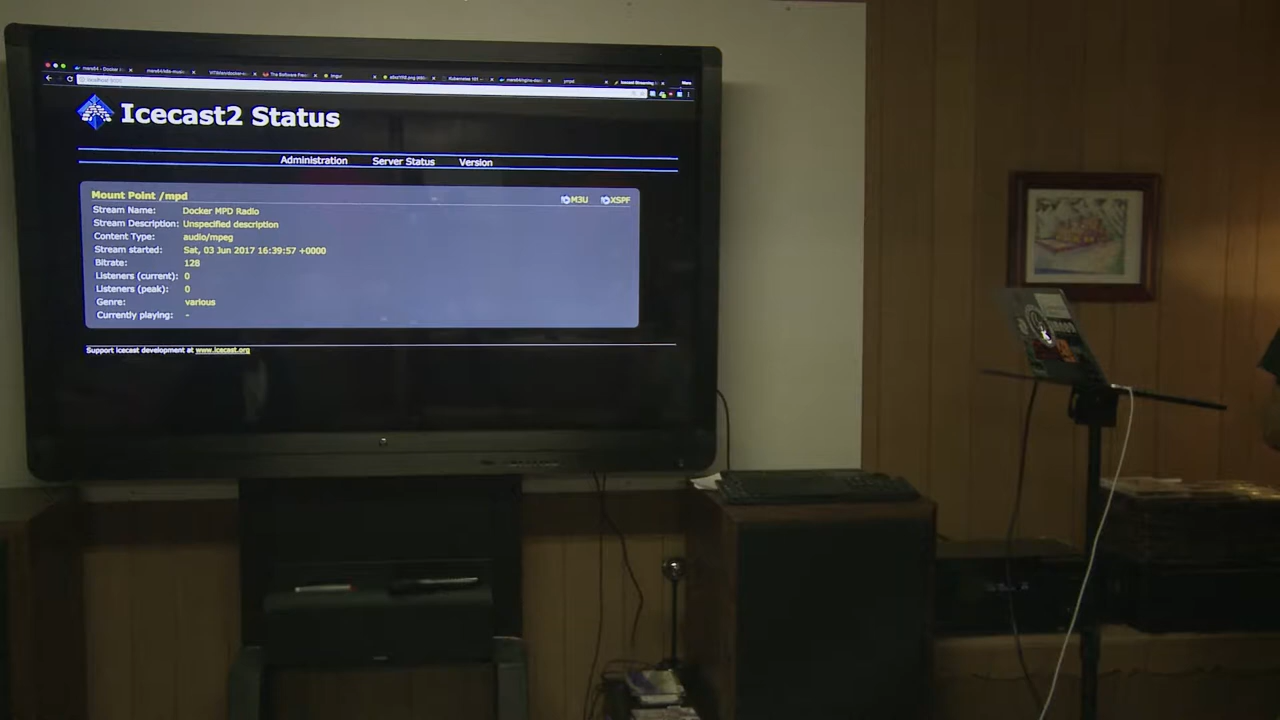 Icecast2 Status
Administration Server Status Version
Mount Point /mpd
M3U XSPF
Stream Name: Docker MPD Radio
Stream Description: Unspecified description
Content Type: audio/mpeg
Stream started: Sat, 03 Jun 2017 16:39:57 +0000
Bitrate: 128
Listeners (current): 0
Listeners (peak): 0
Genre: various
Currently playing: -
Support icecast development at www.icecast.org